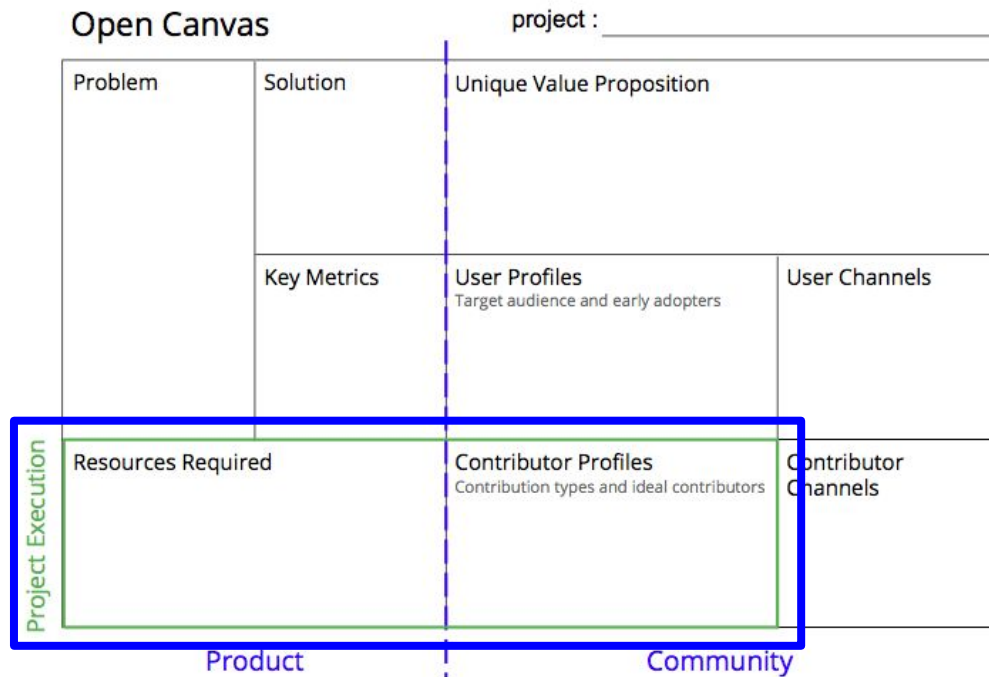 Open Canvas
project :
Problem
Solution
Unique Value Proposition
Key Metrics
User Profiles
Target audience and early adopters
User Channels
Project Execution
Resources Required
Contributor Profiles
Contribution types and ideal contributors
Contributor
Channels
Product
Community